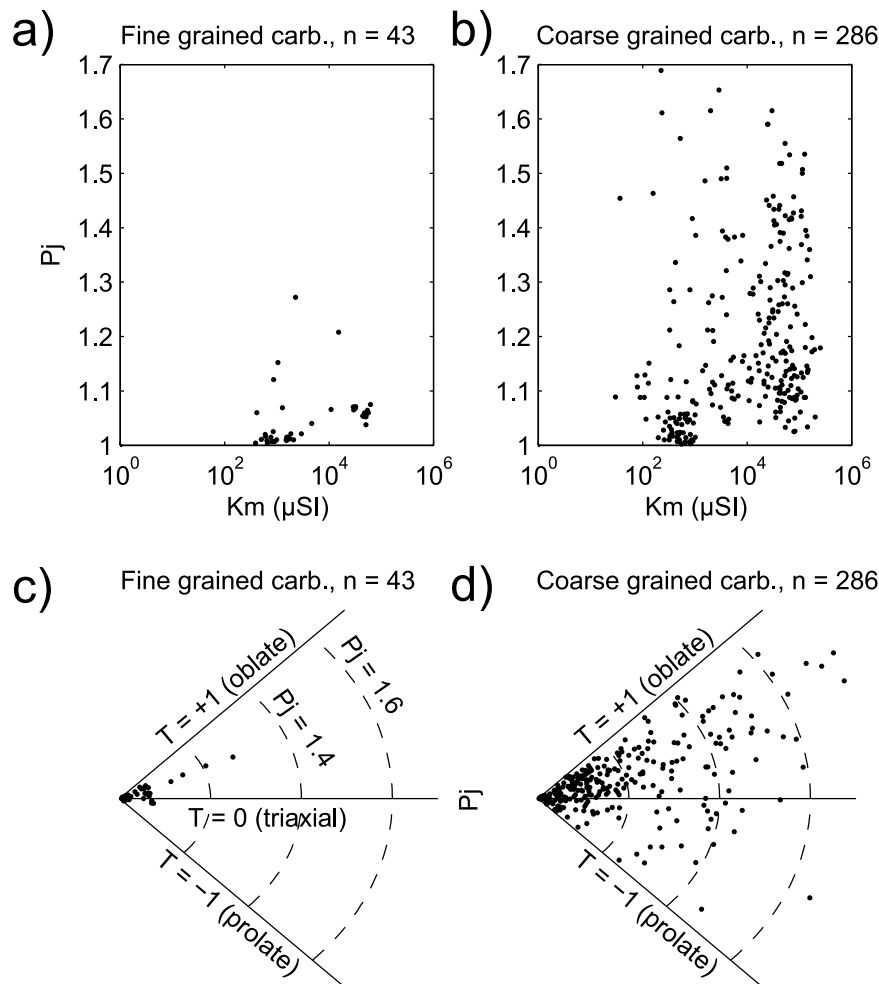 a) Fine grained carb., n = 43
b) Coarse grained carb., n = 286
Pj
1.7
1.6
1.5
1.4
1.3
1.2
1.1
1
10^0 10^2 10^4 10^6
Km (µSI)
1.7
1.6
1.5
1.4
1.3
1.2
1.1
1
10^0 10^2 10^4 10^6
Km (µSI)
c) Fine grained carb., n = 43
d) Coarse grained carb., n = 286
T = +1 (oblate)
Pj = 1.6
Pj = 1.4
T = 0 (triaxial)
T = −1 (prolate)
Pj
T = +1 (oblate)
T = −1 (prolate)